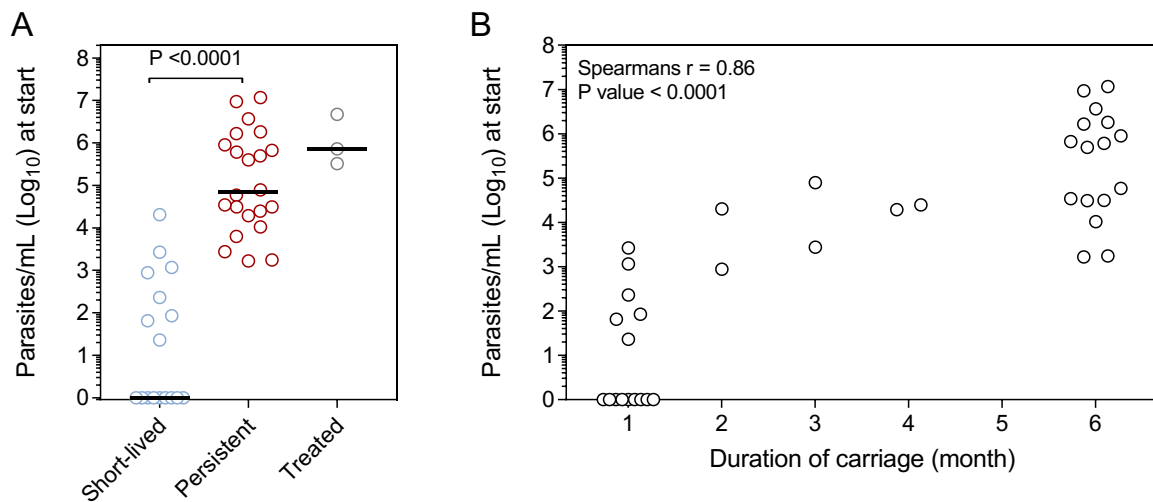 A
Parasites/mL (Log10) at start
8
7
6
5
4
3
2
1
0
P <0.0001
Short-lived
Persistent
Treated
B
Parasites/mL (Log10) at start
8
7
6
5
4
3
2
1
0
Spearmans r = 0.86
P value < 0.0001
1 2 3 4 5 6
Duration of carriage (month)